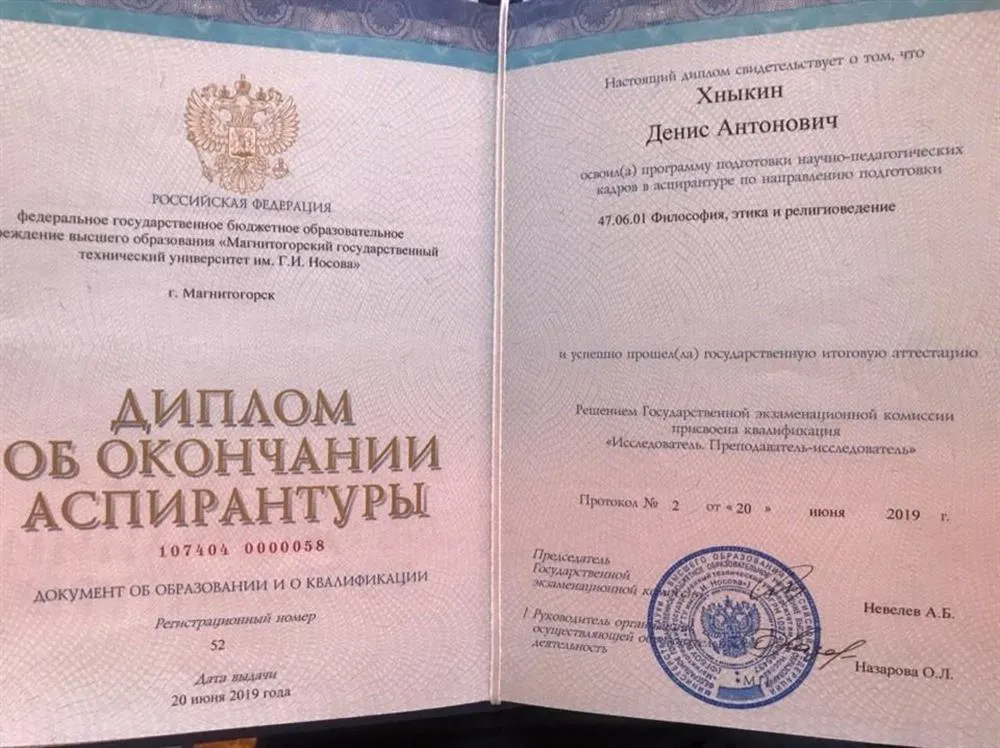 РОССИЙСКАЯ ФЕДЕРАЦИЯ
федеральное государственное бюджетное образовательное
реждение высшего образования «Магнитогорский государственный
технический университет им. Г.И. Носова»
г. Магнитогорск
ДИПЛОМ
ОБ ОКОНЧАНИИ
АСПИРАНТУРЫ
107404 0000058
ДОКУМЕНТ ОБ ОБРАЗОВАНИИ И О КВАЛИФИКАЦИИ
Регистрационный номер
52
Дата выдачи
20 июня 2019 года
Настоящий диплом свидетельствует о том, что
Хныкин
Денис Антонович
освоил(а) программу подготовки научно-педагогических
кадров в аспирантуре по направлению подготовки
47.06.01 Философия, этика и религиоведение
и успешно прошел(ла) государственную итоговую аттестацию
Решением Государственной экзаменационной комиссии
присвоена квалификация
«Исследователь. Преподаватель-исследователь»
Протокол № 2 от «20 » июня 2019 г.
Председатель
Государственной
экзаменационной
Невелев А.Б.
Руководитель
осуществляющей
деятельность
М.П.
Назарова О.Л.